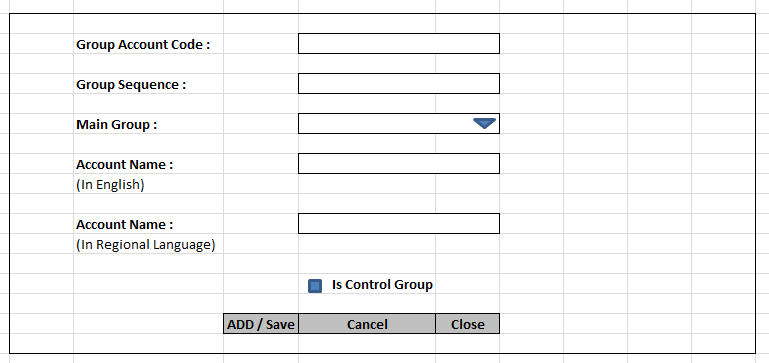 Group Account Code :
Group Sequence :
Main Group :
Account Name :
(In English)
Account Name :
(In Regional Language)
Is Control Group
ADD / Save Cancel Close